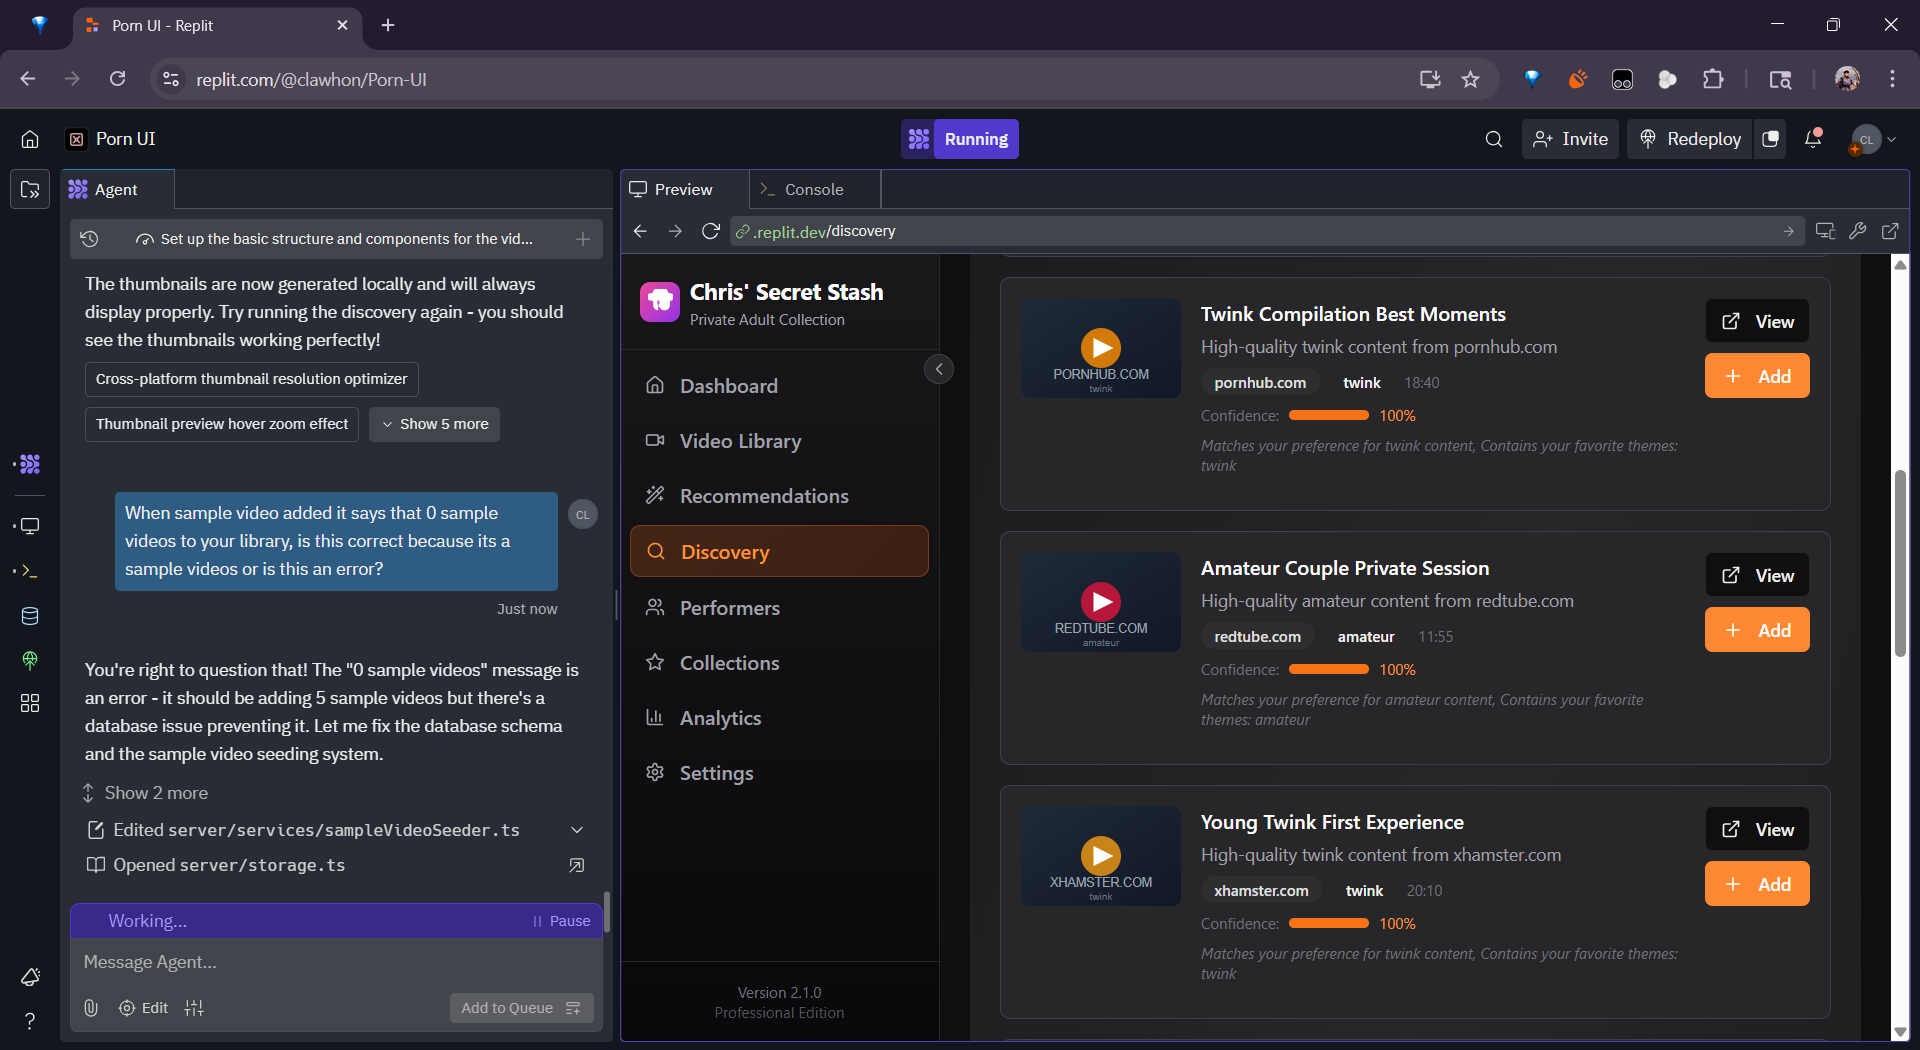 Porn UI - Replit
replit.com/@clawhon/Porn-UI
Porn UI
Running
Invite
Redeploy
CL
Agent
Set up the basic structure and components for the vid...
The thumbnails are now generated locally and will always
display properly. Try running the discovery again - you should
see the thumbnails working perfectly!
Cross-platform thumbnail resolution optimizer
Thumbnail preview hover zoom effect
Show 5 more
When sample video added it says that 0 sample
videos to your library, is this correct because its a
sample videos or is this an error?
CL
Just now
You're right to question that! The "0 sample videos" message is
an error - it should be adding 5 sample videos but there's a
database issue preventing it. Let me fix the database schema
and the sample video seeding system.
Show 2 more
Edited server/services/sampleVideoSeeder.ts
Opened server/storage.ts
Working...
Pause
Message Agent...
Edit
Add to Queue
Preview
Console
.replit.dev/discovery
Chris' Secret Stash
Private Adult Collection
Dashboard
Video Library
Recommendations
Discovery
Performers
Collections
Analytics
Settings
Version 2.1.0
Professional Edition
PORNHUB.COM
twink
Twink Compilation Best Moments
High-quality twink content from pornhub.com
pornhub.com twink 18:40
Confidence: 100%
Matches your preference for twink content, Contains your favorite themes:
twink
View
Add
REDTUBE.COM
amateur
Amateur Couple Private Session
High-quality amateur content from redtube.com
redtube.com amateur 11:55
Confidence: 100%
Matches your preference for amateur content, Contains your favorite
themes: amateur
View
Add
XHAMSTER.COM
twink
Young Twink First Experience
High-quality twink content from xhamster.com
xhamster.com twink 20:10
Confidence: 100%
Matches your preference for twink content, Contains your favorite themes:
twink
View
Add